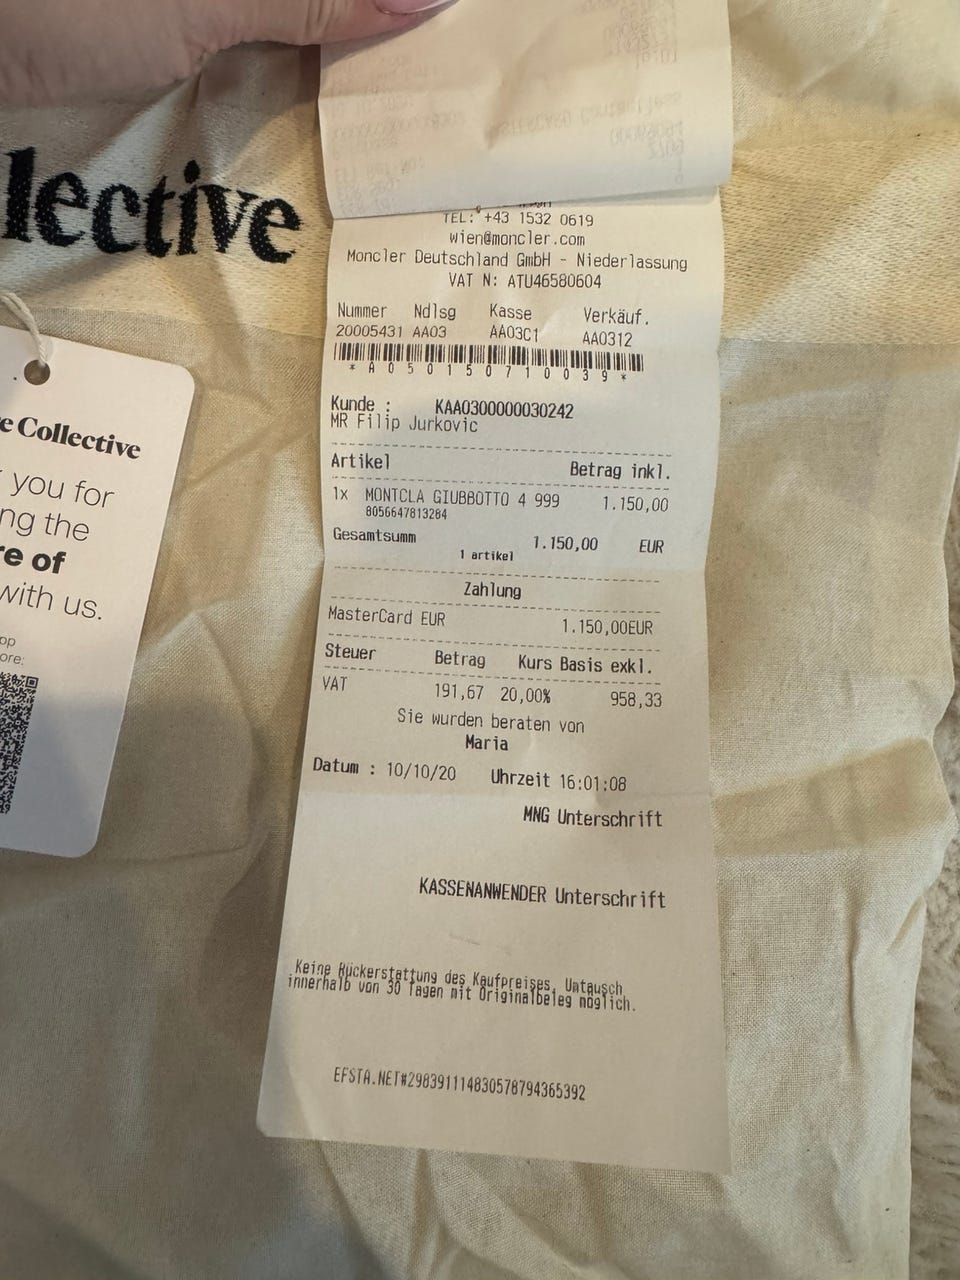 lective
e Collective
you for
ng the
re of
with us.
pp
ore:
TEL: +43 1532 0619
wien@moncler.com
Moncler Deutschland GmbH - Niederlassung
VAT N: ATU46580604
Nummer Ndlsg Kasse Verkäuf.
20005431 AA03 AA03C1 AA0312
* A 0 5 0 1 5 0 7 1 0 0 3 9 *
Kunde : KAA0300000030242
MR Filip Jurkovic
Artikel Betrag inkl.
1x MONTCLA GIUBBOTTO 4 999 1.150,00
8056647813284
Gesamtsumm 1.150,00 EUR
1 artikel
Zahlung
MasterCard EUR 1.150,00EUR
Steuer Betrag Kurs Basis exkl.
VAT 191,67 20,00% 958,33
Sie wurden beraten von
Maria
Datum : 10/10/20 Uhrzeit 16:01:08
MNG Unterschrift
KASSENANWENDER Unterschrift
Keine Rückerstattung des Kaufpreises, Umtausch
innerhalb von 30 Tagen mit Originalbeleg möglich.
EFSTA.NET#2983911148305787943653​92